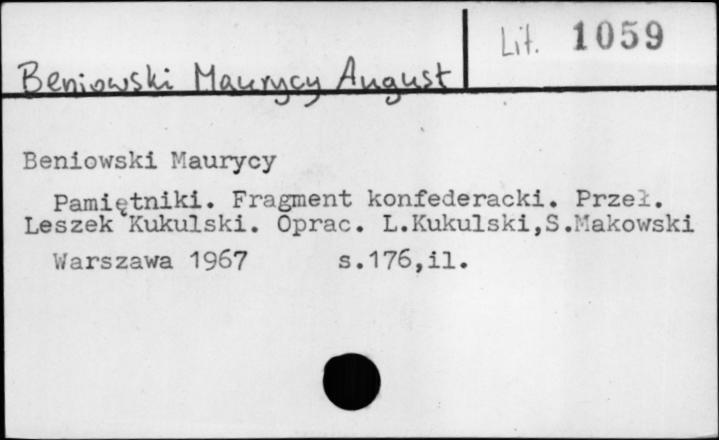 Lit. 1059
Beniowski Maurycy August
Beniowski Maurycy
Pamiętniki. Fragment konfederacki. Przeł.
Leszek Kukulski. Oprac. L.Kukulski,S.Makowski
Warszawa 1967 s.176,il.